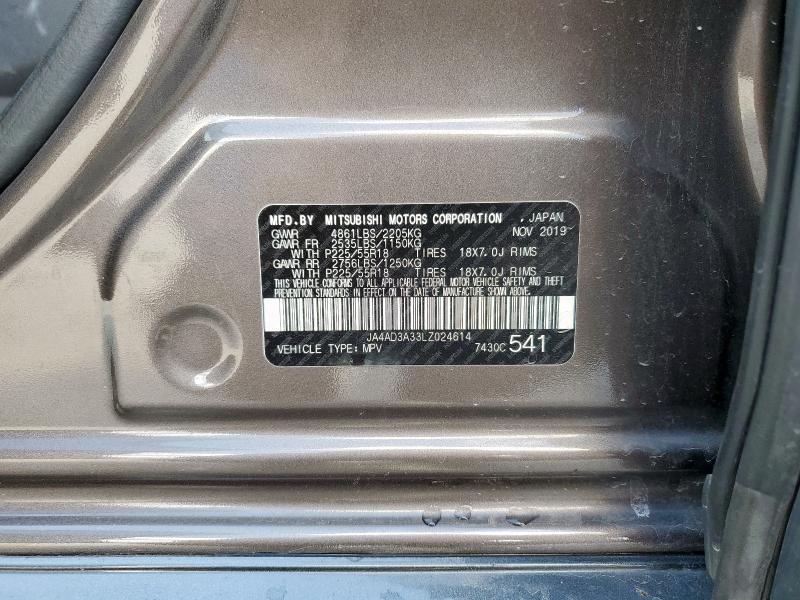 MFD.BY MITSUBISHI MOTORS CORPORATION , JAPAN
GVWR 4861LBS/2205KG NOV 2019
GAWR FR 2535LBS/1150KG
WITH P225/55R18 TIRES 18X7.0J RIMS
GAWR RR 2756LBS/1250KG
WITH P225/55R18 TIRES 18X7.0J RIMS
THIS VEHICLE CONFORMS TO ALL APPLICABLE FEDERAL MOTOR VEHICLE SAFETY AND THEFT
PREVENTION STANDARDS IN EFFECT ON THE DATE OF MANUFACTURE SHOWN ABOVE.
JA4AD3A33LZ024614
VEHICLE TYPE: MPV 7430C 541